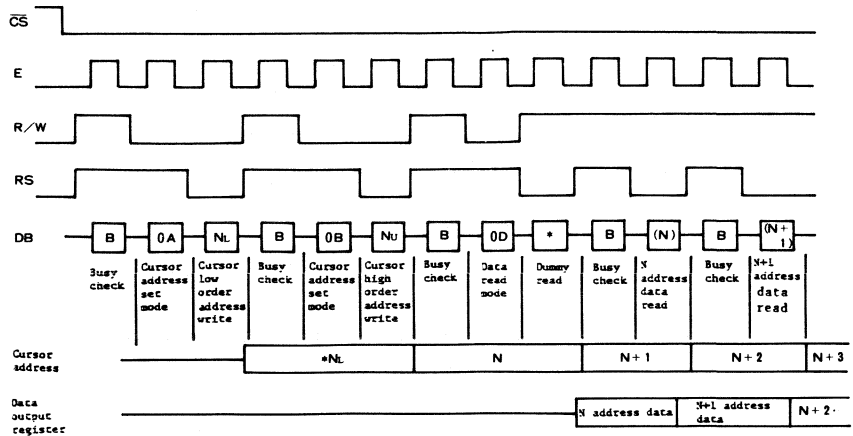 CS
E
R/W
RS
DB B 0A NL B 0B NU B 0D * B (N) B (N+1)
Busy check
Cursor address set mode
Cursor low order address write
Busy check
Cursor address set mode
Cursor high order address write
Busy check
Data read mode
Dummy read
Busy check
N address data read
Busy check
N+1 address data read
Cursor address *NL N N+1 N+2 N+3
Data output register N address data N+1 address data N+2